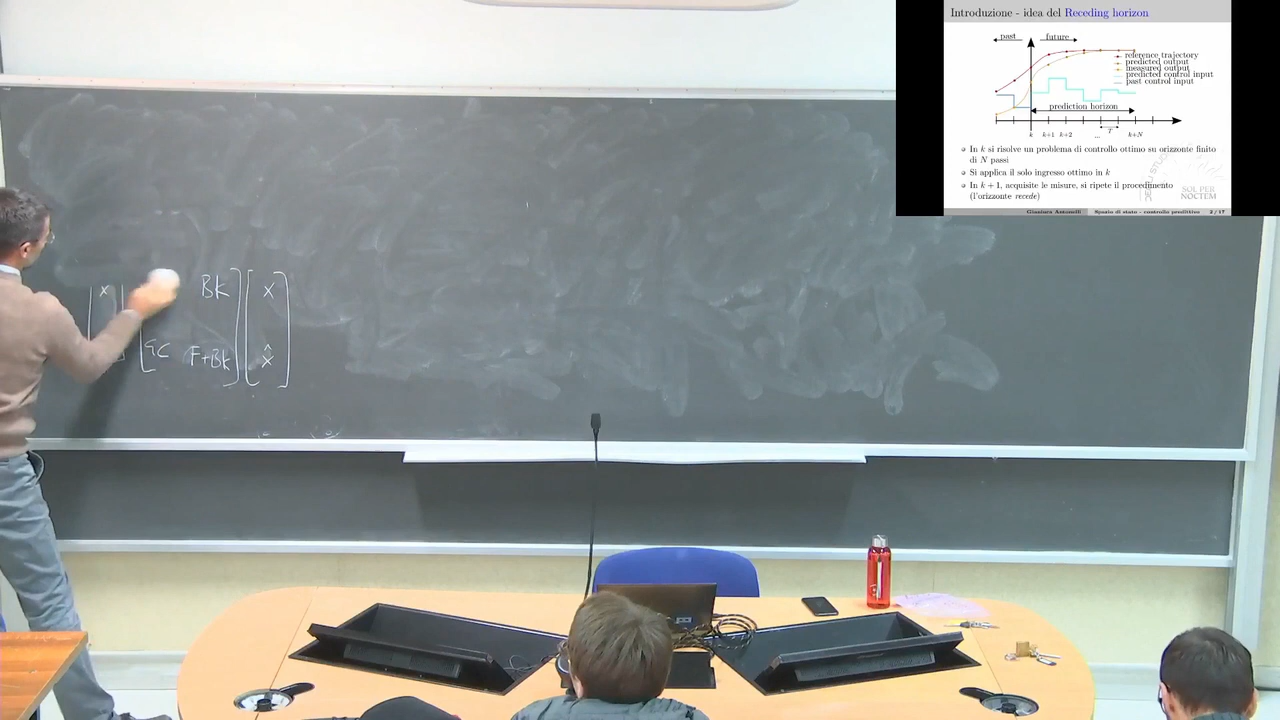 Introduzione - idea del Receding horizon
past future
reference trajectory
predicted output
measured output
predicted control input
past control input
prediction horizon
k k+1 k+2 ... T k+N
In k si risolve un problema di controllo ottimo su orizzonte finito
di N passi
Si applica il solo ingresso ottimo in k
In k + 1, acquisite le misure, si ripete il procedimento
(l'orizzonte recede)
SOL PER
NOCTEM
Gianluca Antonelli Spazio di stato - controllo predittivo 2 / 17
x BK x
GC F+BK x̂